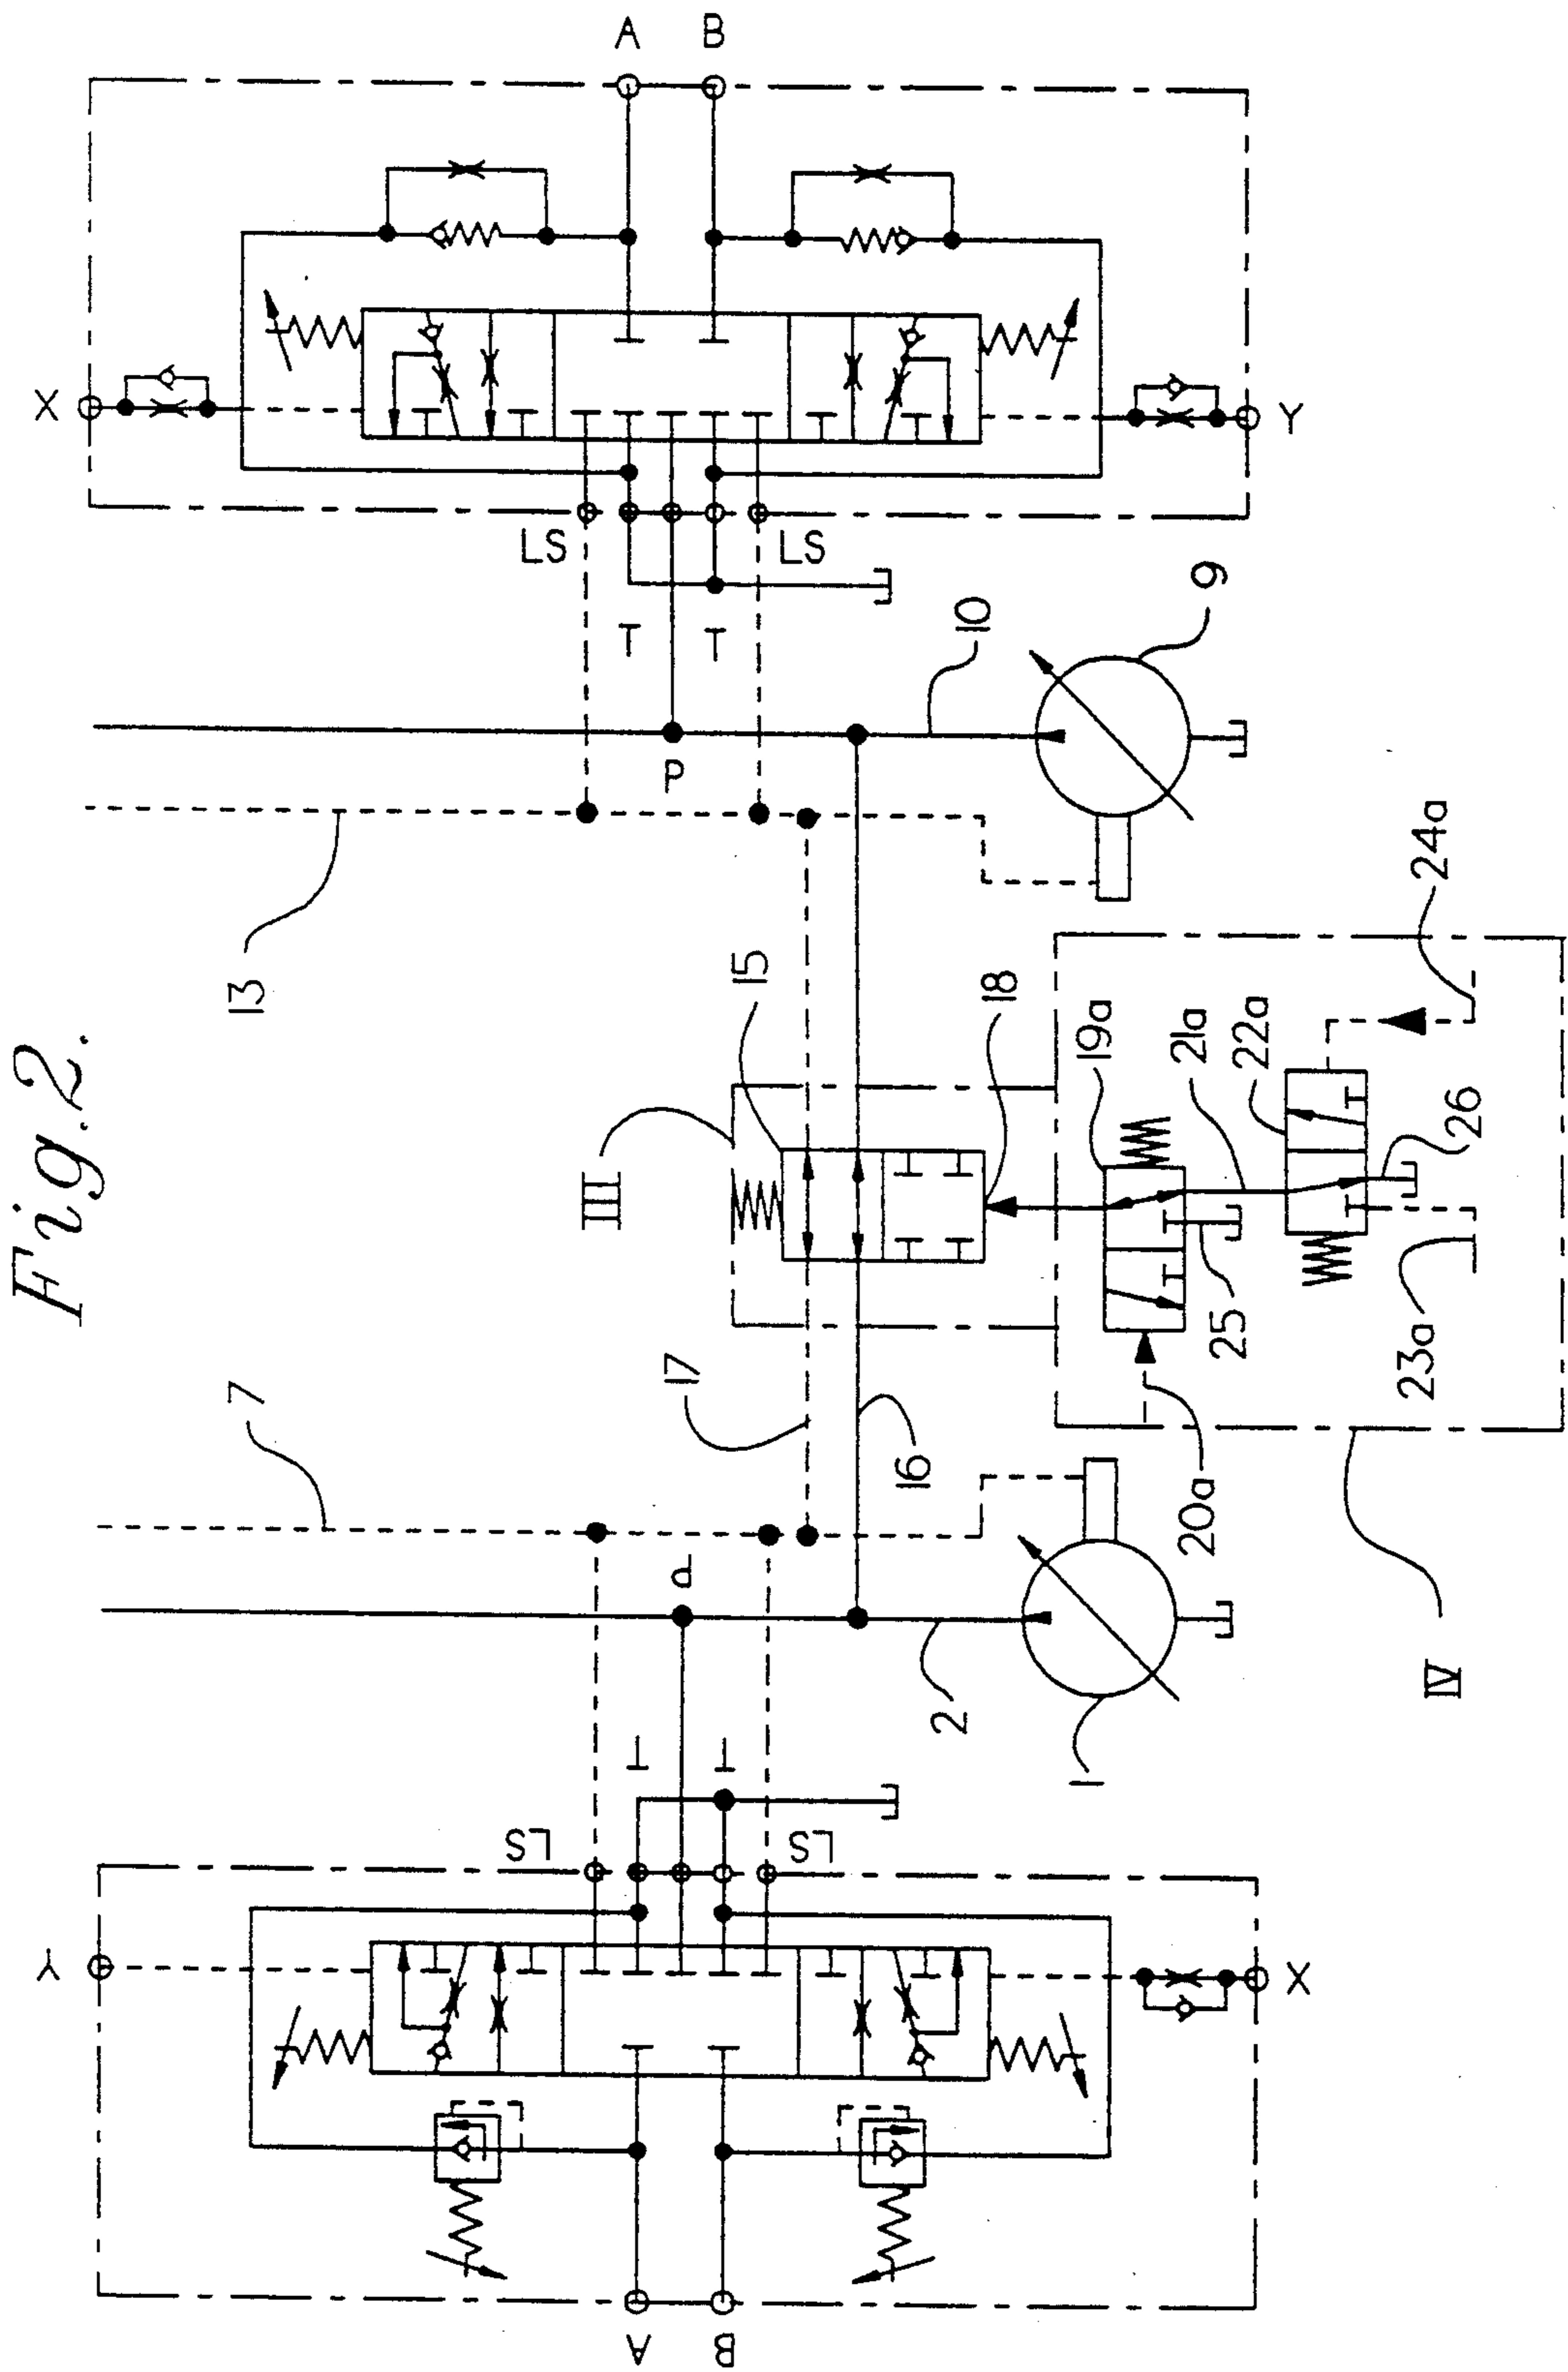 Fig.2.
A
B
X
Y
LS
LS
T
T
P
10
9
13
15
III
18
19a
21a
22a
24a
26
25
23a
20a
IV
17
16
7
2
1
P
T
T
LS
LS
Y
X
A
B